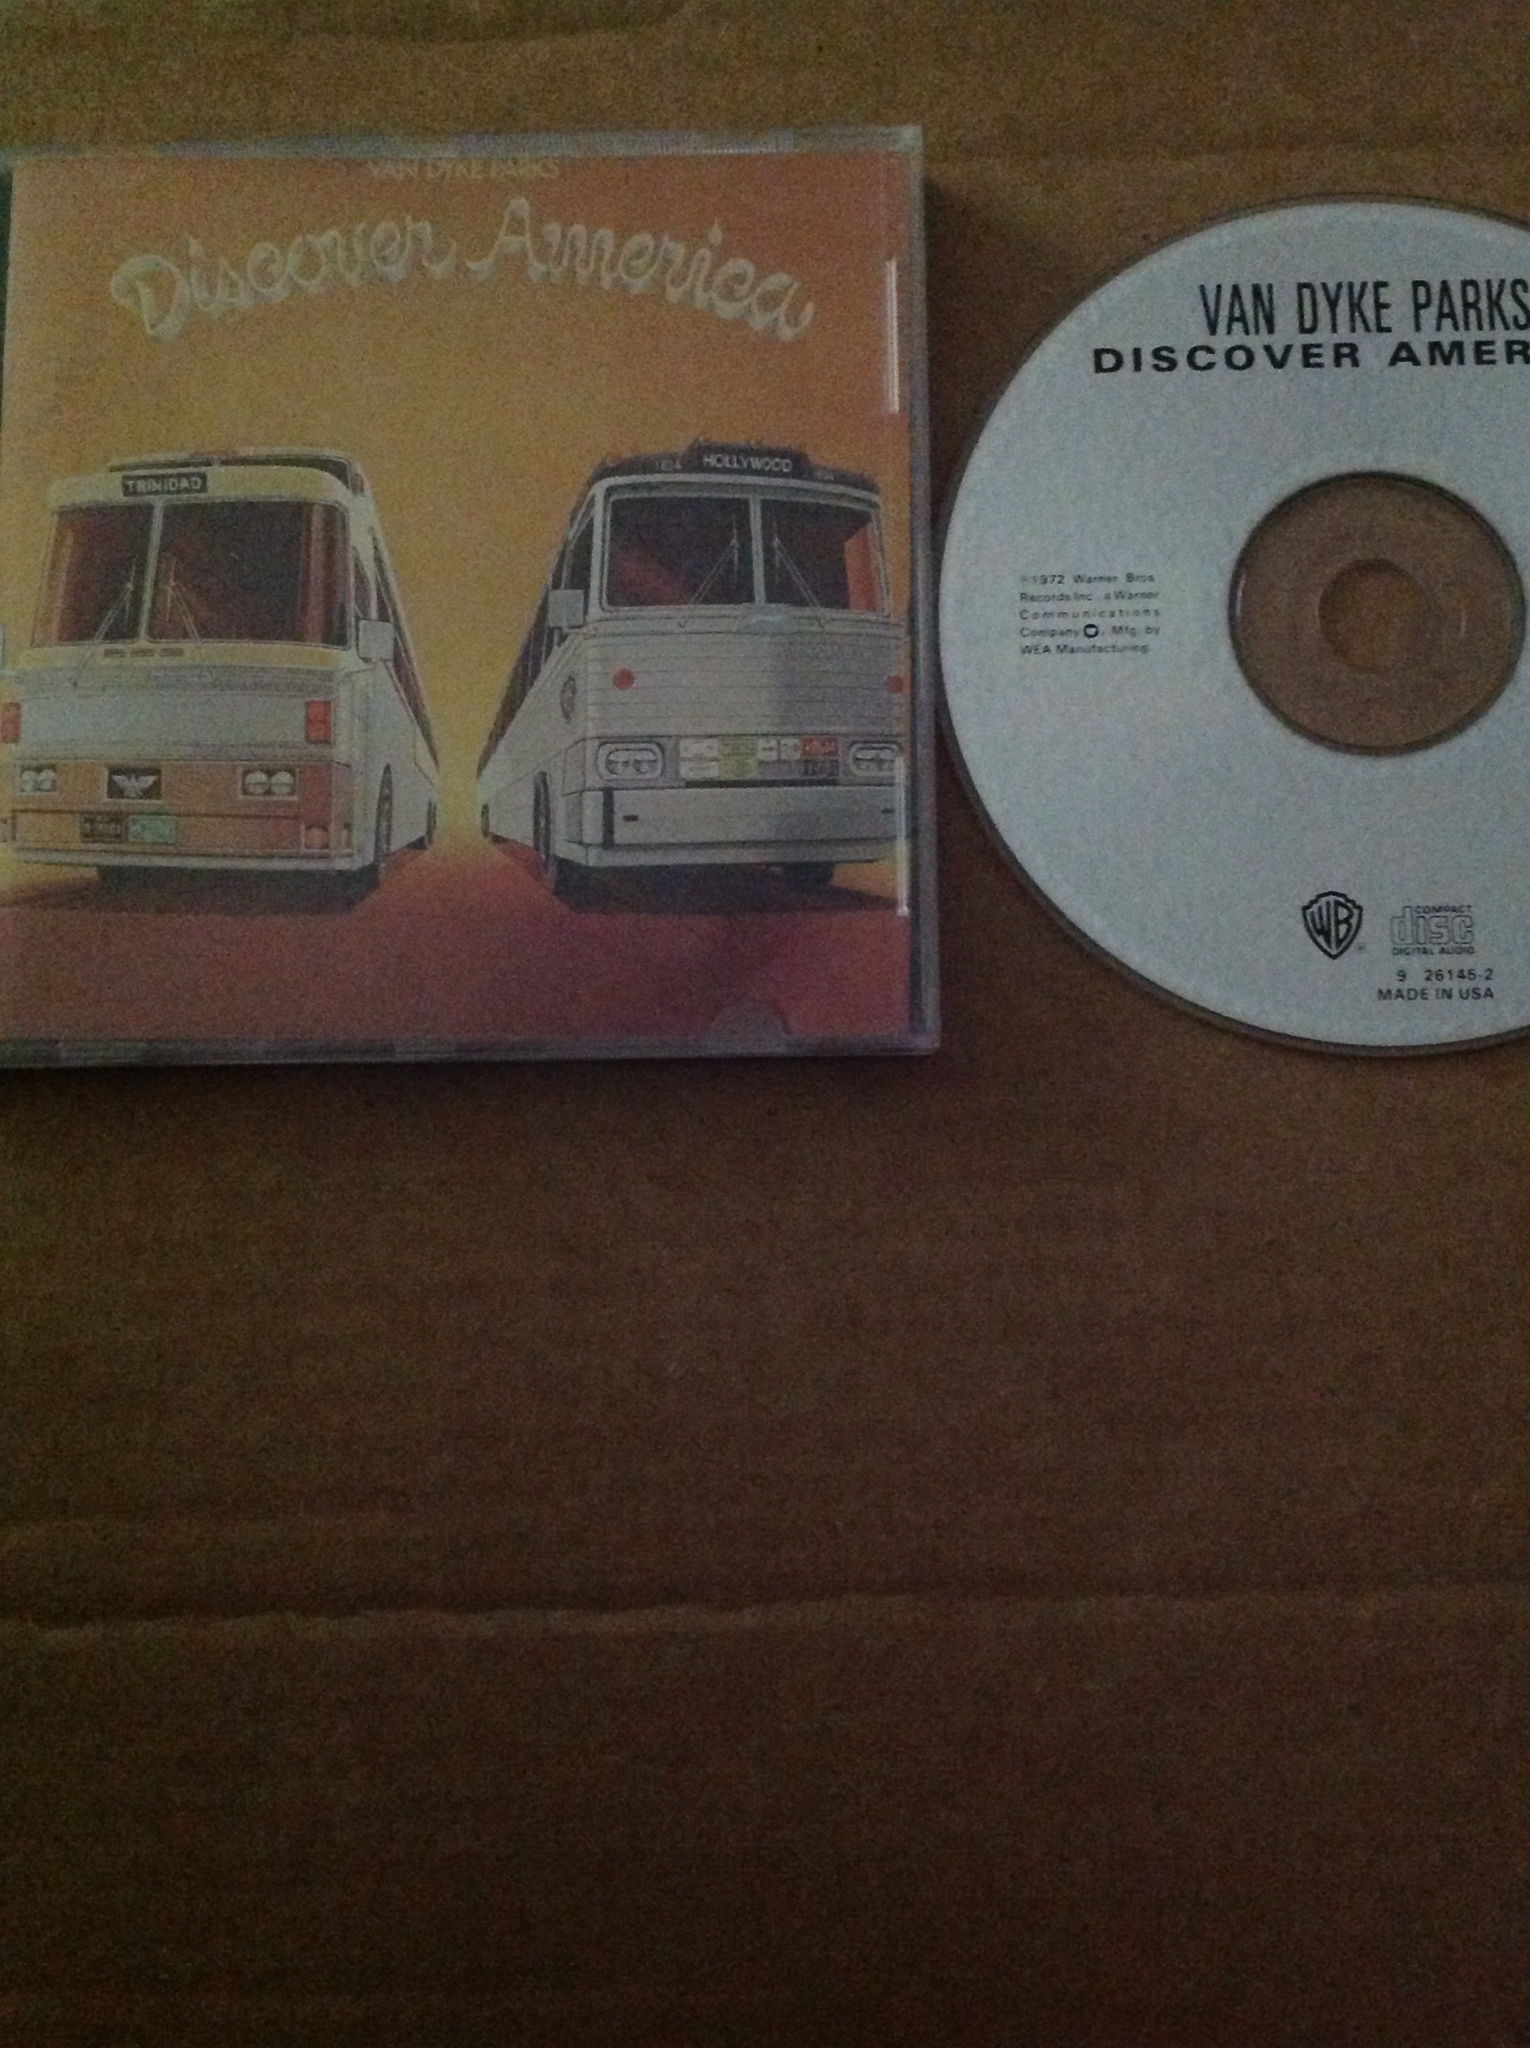 VAN DYKE PARKS
Discover America
TRINIDAD
HOLLYWOOD
VAN DYKE PARKS
DISCOVER AMER
℗1972 Warner Bros.
Records Inc., a Warner
Communications
Company. Mfg. by
WEA Manufacturing.
WB
COMPACT
disc
DIGITAL AUDIO
9 26145-2
MADE IN USA